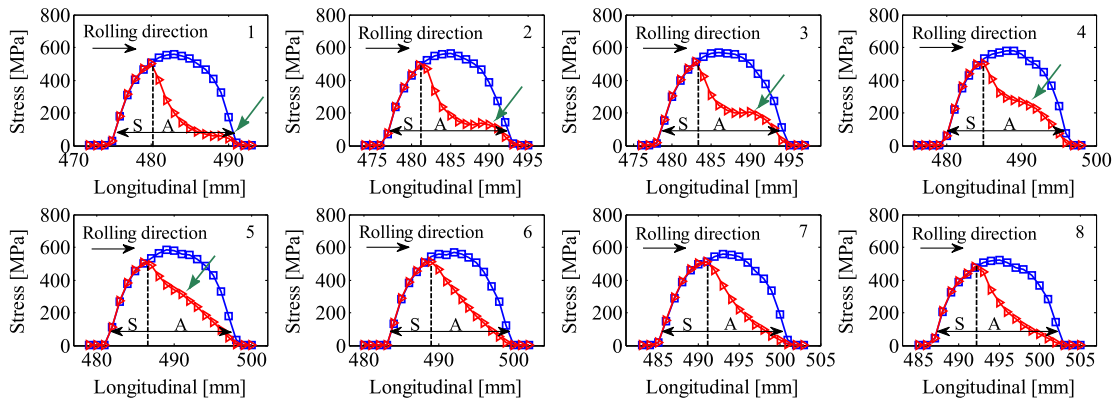 800
600
400
200
0
Stress [MPa]
Rolling direction
1
S A
470 480 490
Longitudinal [mm]
800
600
400
200
0
Stress [MPa]
Rolling direction
2
S A
475 480 485 490 495
Longitudinal [mm]
800
600
400
200
0
Stress [MPa]
Rolling direction
3
S A
475 480 486 490 495
Longitudinal [mm]
800
600
400
200
0
Stress [MPa]
Rolling direction
4
S A
480 490 500
Longitudinal [mm]
800
600
400
200
0
Stress [MPa]
Rolling direction
5
S A
480 490 500
Longitudinal [mm]
800
600
400
200
0
Stress [MPa]
Rolling direction
6
S A
480 490 500
Longitudinal [mm]
800
600
400
200
0
Stress [MPa]
Rolling direction
7
S A
485 490 495 500 505
Longitudinal [mm]
800
600
400
200
0
Stress [MPa]
Rolling direction
8
S A
485 490 495 500 505
Longitudinal [mm]